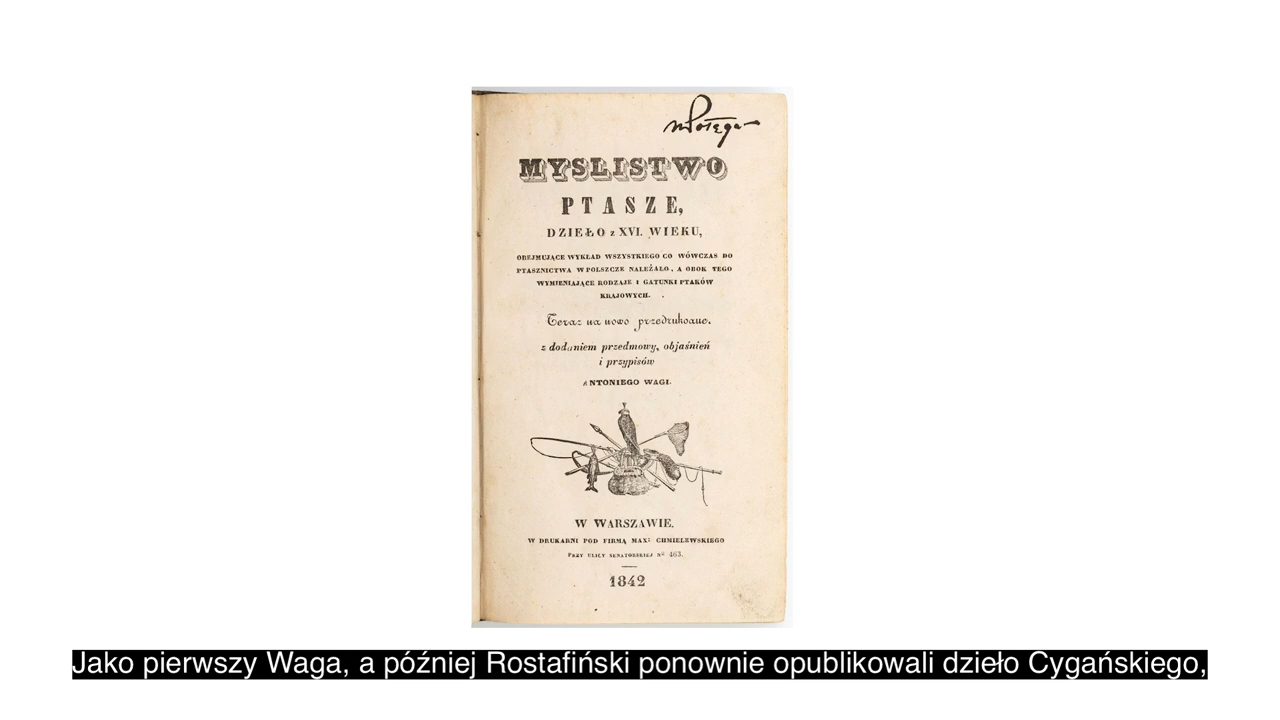 MYSLISTWO
PTASZE,
DZIEŁO z XVI. WIEKU,
OBEJMUJĄCE WYKŁAD WSZYSTKIEGO CO WÓWCZAS DO
PTASZNICTWA W POLSZCZE NALEŻAŁO, A OBOK TEGO
WYMIENIAJĄCE RODZAJE I GATUNKI PTAKÓW
KRAJOWYCH.
Teraz na nowo przedrukoane.
z dodaniem przedmowy, objaśnień
i przypisów
ANTONIEGO WAGI.
W WARSZAWIE.
W DRUKARNI POD FIRMĄ MAX: CHMIELEWSKIEGO
PRZY ULICY SENATORSKIEJ No 463.
1842
Jako pierwszy Waga, a później Rostafiński ponownie opublikowali dzieło Cygańskiego,